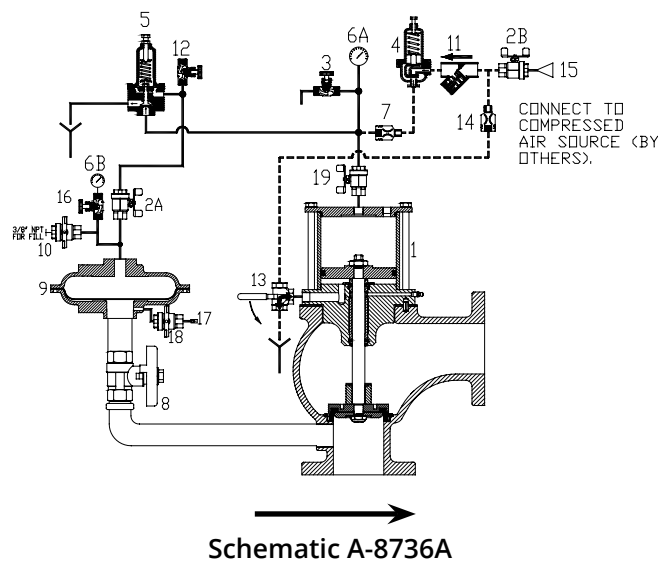 5
12
6A
3
4
11
2B
15
7
14
CONNECT TO
COMPRESSED
AIR SOURCE (BY
OTHERS).
6B
16
2A
19
3/8" NPT
FOR FILL
10
1
13
9
17
18
8
Schematic A-8736A